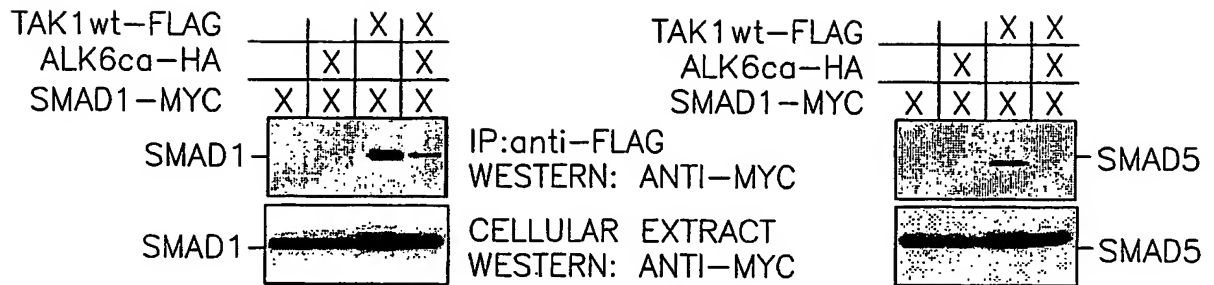 TAK1wt-FLAG X X
ALK6ca-HA X X
SMAD1-MYC X X X X
SMAD1
IP:anti-FLAG
WESTERN: ANTI-MYC
SMAD1
CELLULAR EXTRACT
WESTERN: ANTI-MYC
TAK1wt-FLAG X X
ALK6ca-HA X X
SMAD1-MYC X X X X
SMAD5
SMAD5